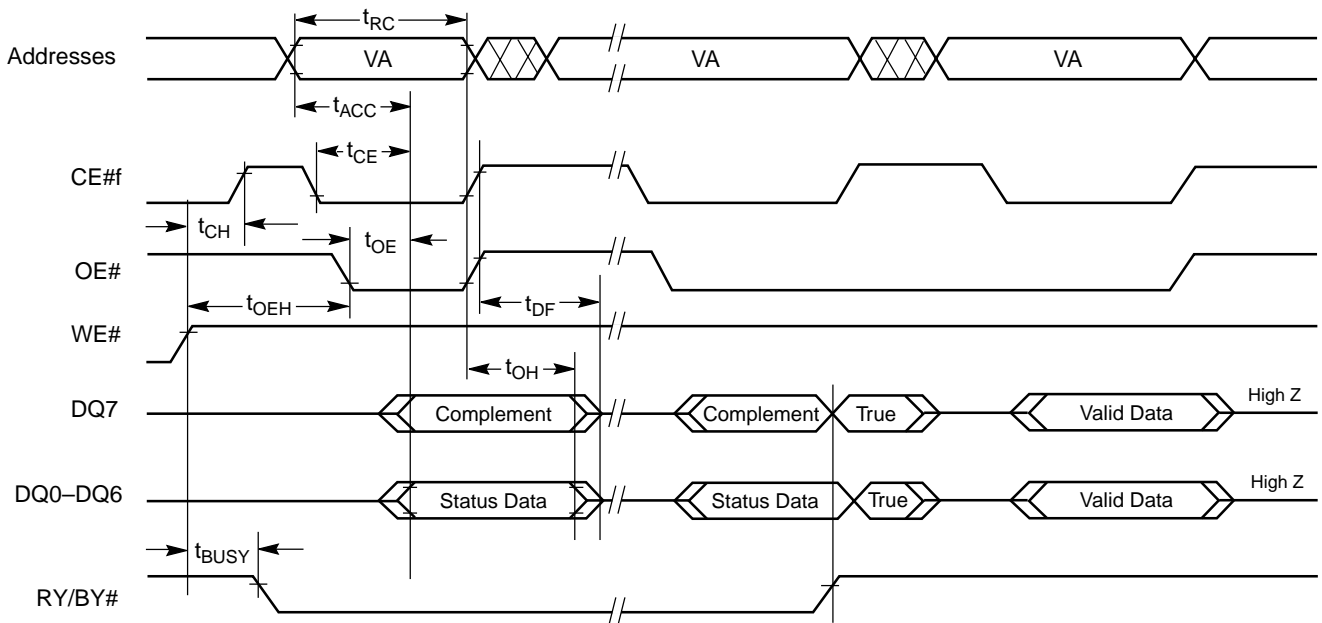 tRC
Addresses VA VA VA
tACC
tCE
CE#f
tCH tOE
OE#
tOEH tDF
WE#
tOH
DQ7 Complement Complement True Valid Data High Z
DQ0–DQ6 Status Data Status Data True Valid Data High Z
tBUSY
RY/BY#